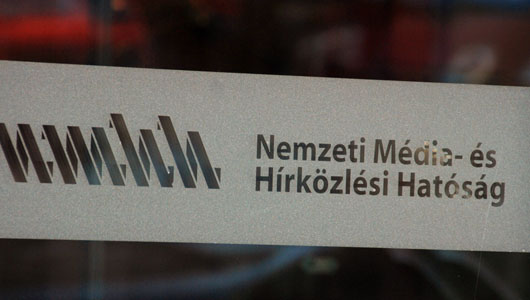 Nemzeti Média- és
Hírközlési Hatóság